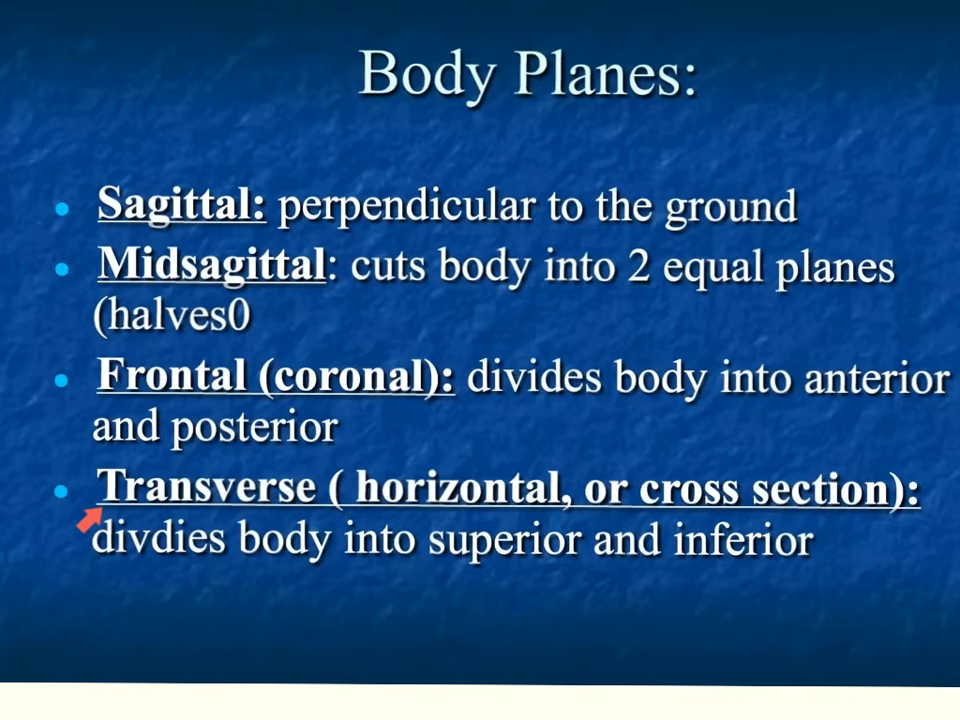 Body Planes:
Sagittal: perpendicular to the ground
Midsagittal: cuts body into 2 equal planes
(halves0
Frontal (coronal): divides body into anterior
and posterior
Transverse ( horizontal, or cross section):
divdies body into superior and inferior